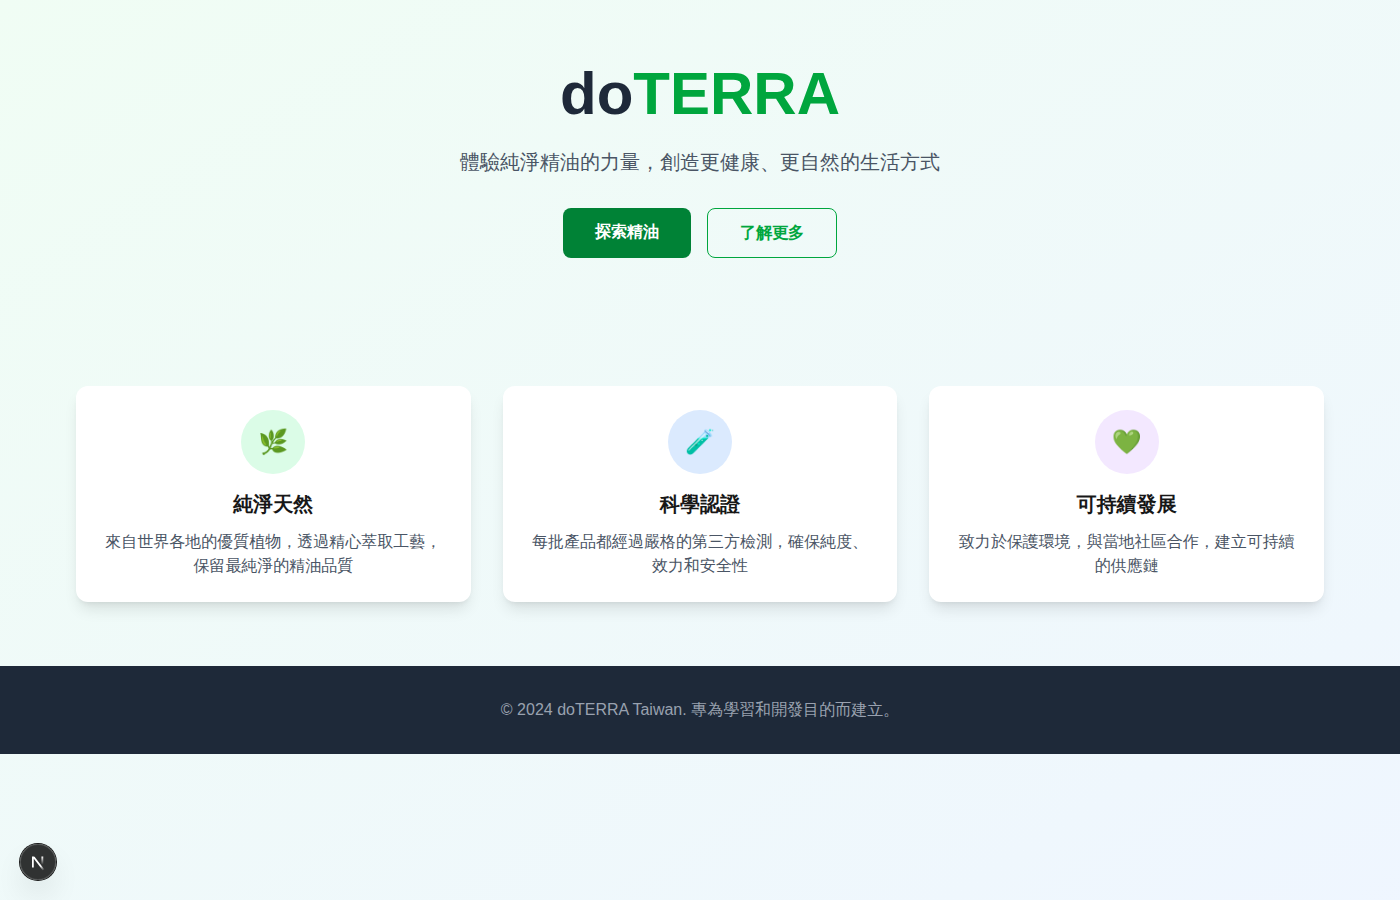 doTERRA
體驗純淨精油的力量，創造更健康、更自然的生活方式
探索精油
了解更多
純淨天然
來自世界各地的優質植物，透過精心萃取工藝，
保留最純淨的精油品質
科學認證
每批產品都經過嚴格的第三方檢測，確保純度、
效力和安全性
可持續發展
致力於保護環境，與當地社區合作，建立可持續
的供應鏈
© 2024 doTERRA Taiwan. 專為學習和開發目的而建立。
N